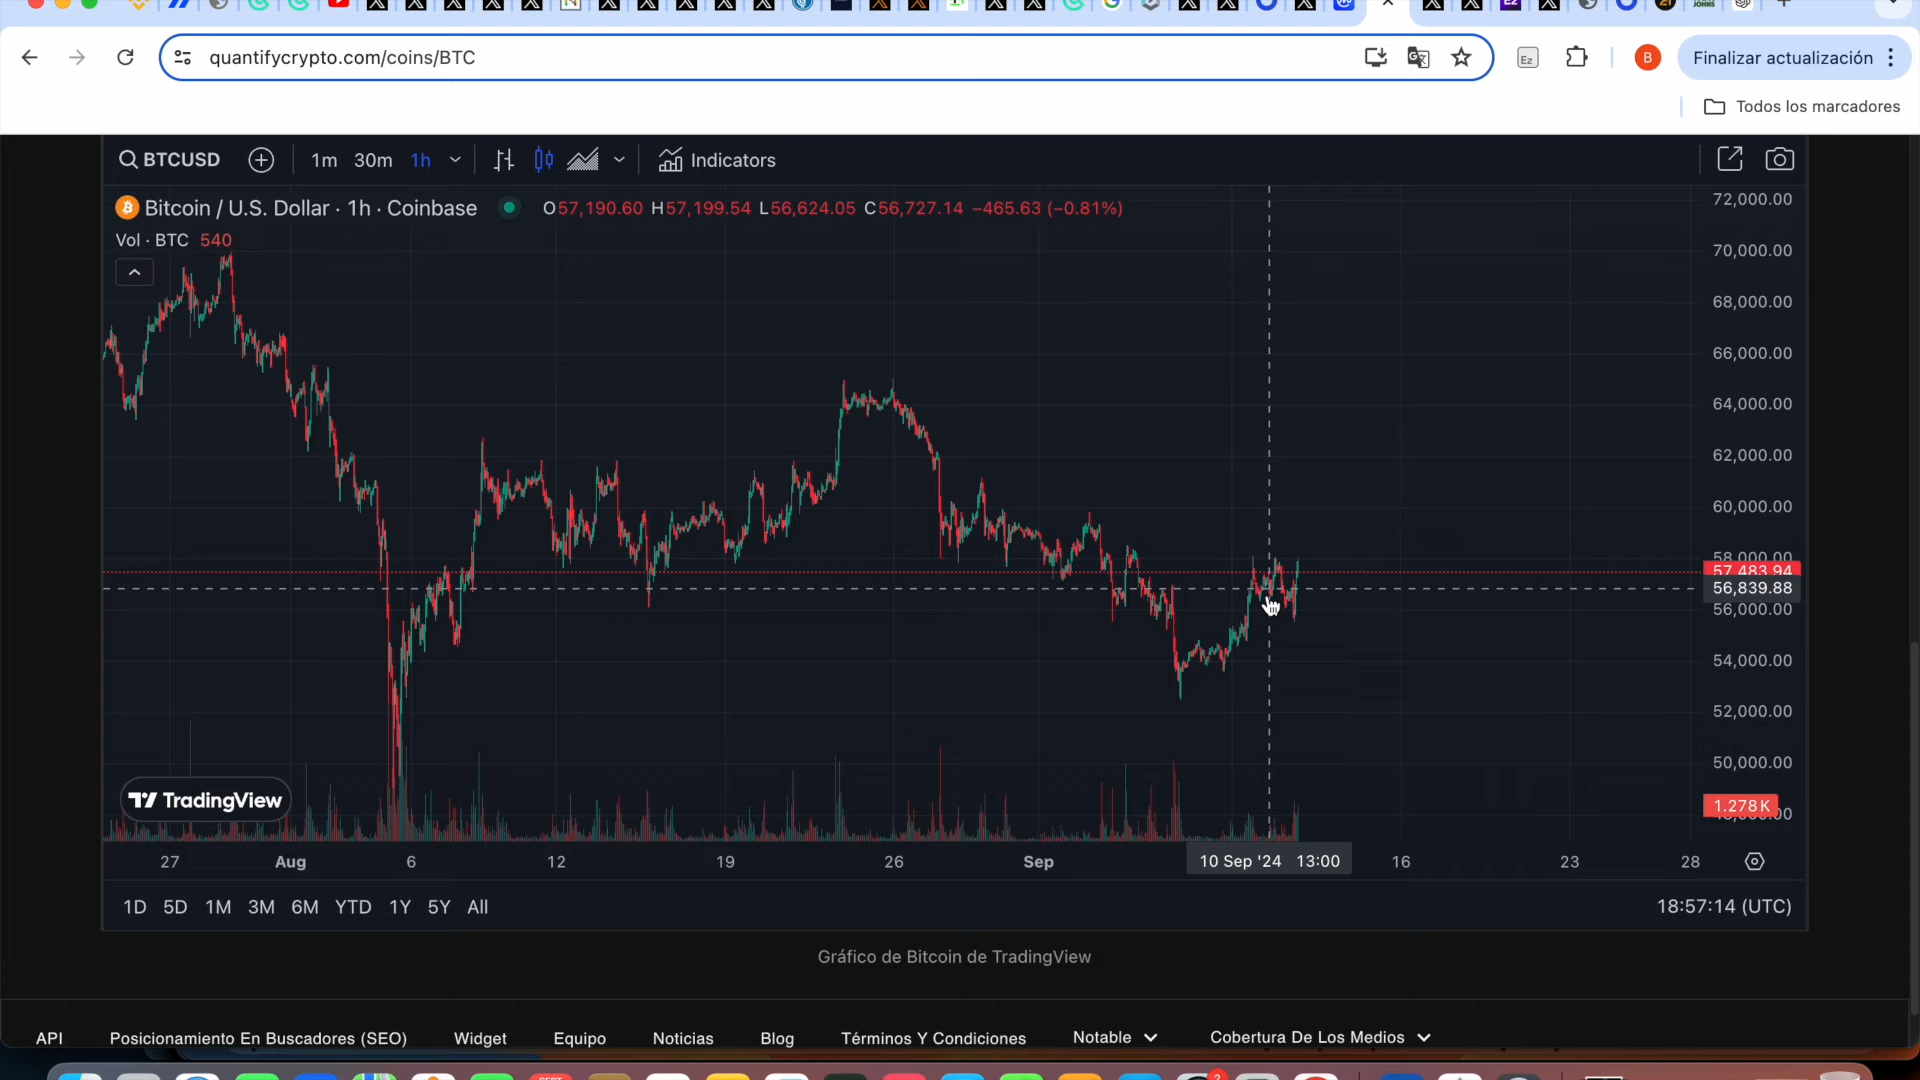 quantifycrypto.com/coins/BTC
Ez
B
Finalizar actualización
Todos los marcadores
BTCUSD
1m 30m 1h
Indicators
Bitcoin / U.S. Dollar · 1h · Coinbase
O57,190.60 H57,199.54 L56,624.05 C56,727.14 −465.63 (−0.81%)
Vol · BTC 540
72,000.00
70,000.00
68,000.00
66,000.00
64,000.00
62,000.00
60,000.00
58,000.00
57,483.94
56,839.88
56,000.00
54,000.00
52,000.00
50,000.00
1.278K
TradingView
27 Aug 6 12 19 26 Sep 10 Sep '24 13:00 16 23 28
1D 5D 1M 3M 6M YTD 1Y 5Y All
18:57:14 (UTC)
Gráfico de Bitcoin de TradingView
API Posicionamiento En Buscadores (SEO) Widget Equipo Noticias Blog Términos Y Condiciones Notable Cobertura De Los Medios